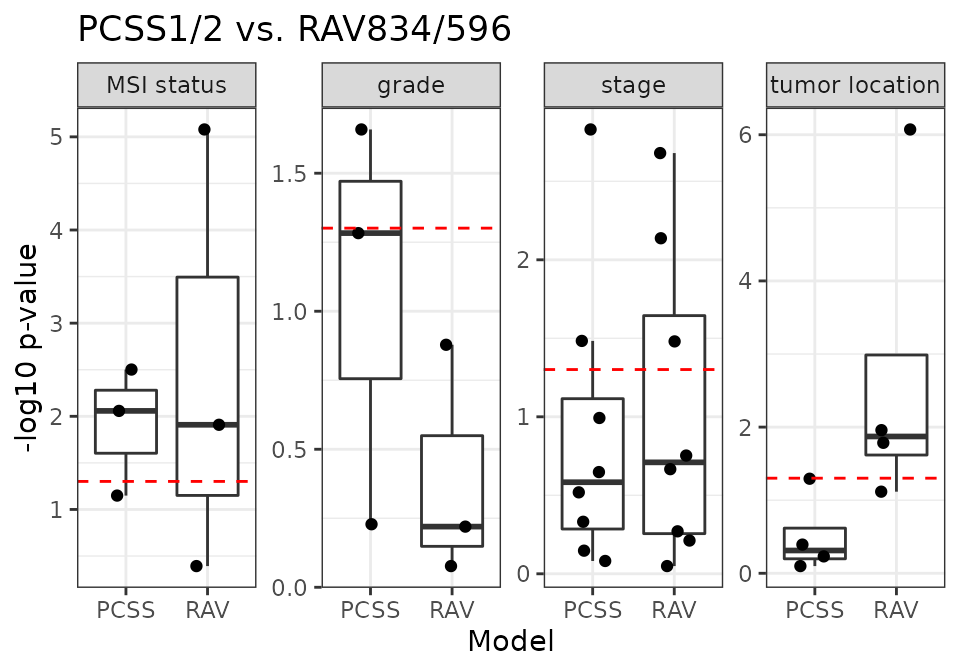 PCSS1/2 vs. RAV834/596
MSI status
grade
stage
tumor location
-log10 p-value
5
4
3
2
1
1.5
1.0
0.5
0.0
2
1
0
6
4
2
0
PCSS RAV
PCSS RAV
PCSS RAV
PCSS RAV
Model